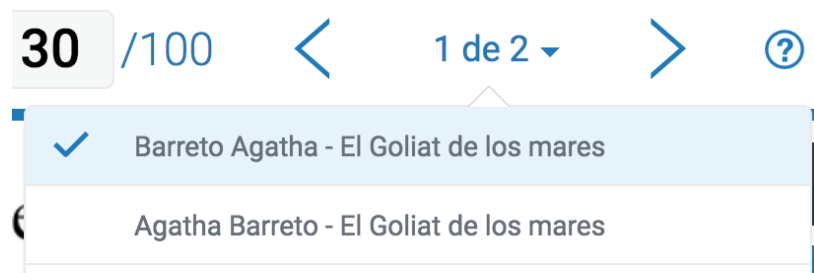 30 /100 1 de 2 ?
Barreto Agatha - El Goliat de los mares
Agatha Barreto - El Goliat de los mares